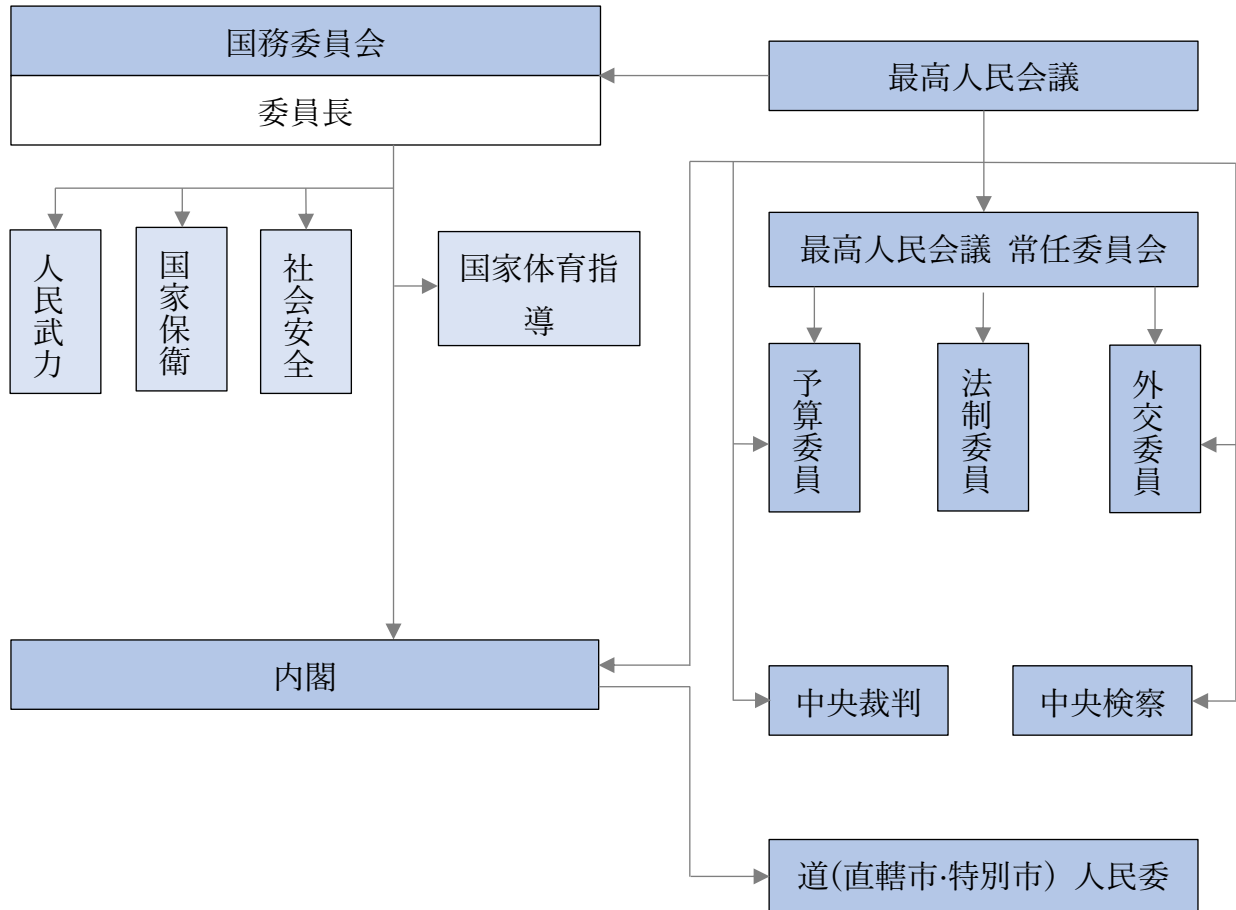 国務委員会
委員長
最高人民会議
人民武力
国家保衛
社会安全
国家体育指
導
最高人民会議 常任委員会
予算委員
法制委員
外交委員
内閣
中央裁判
中央検察
道(直轄市·特別市) 人民委